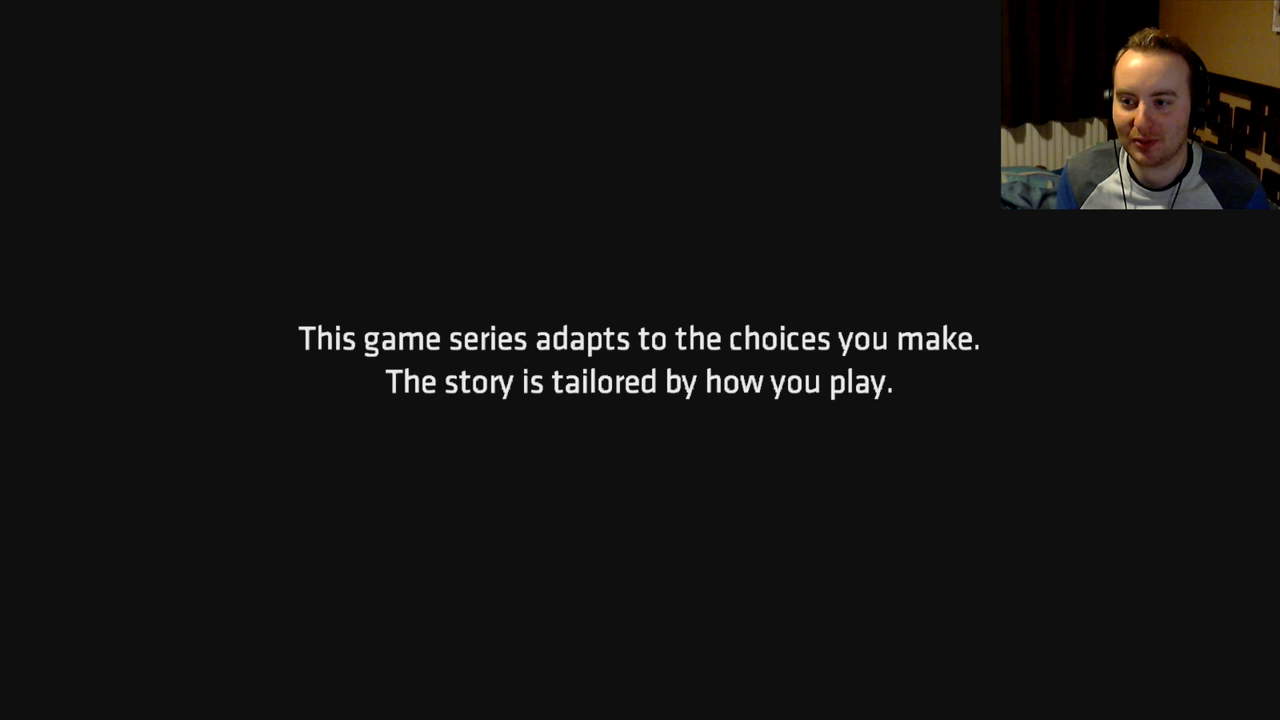 This game series adapts to the choices you make.
The story is tailored by how you play.